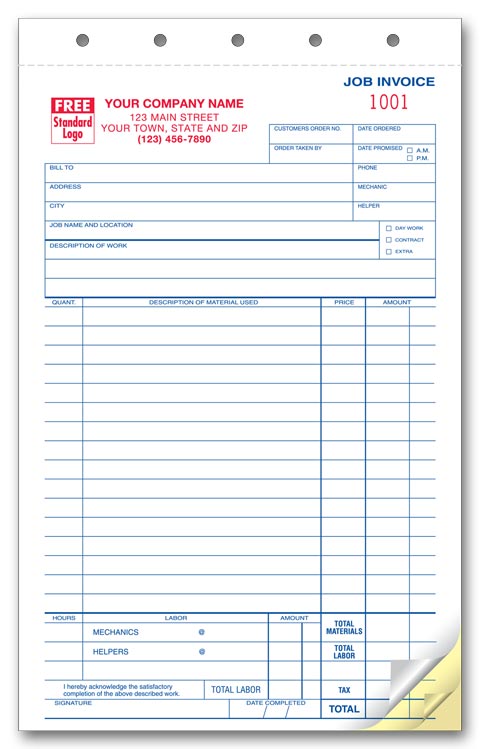 JOB INVOICE
1001
FREE
Standard
Logo
YOUR COMPANY NAME
123 MAIN STREET
YOUR TOWN, STATE AND ZIP
(123) 456-7890
CUSTOMERS ORDER NO. DATE ORDERED
ORDER TAKEN BY DATE PROMISED A.M.
P.M.
BILL TO PHONE
ADDRESS MECHANIC
CITY HELPER
JOB NAME AND LOCATION DAY WORK
CONTRACT
DESCRIPTION OF WORK
EXTRA
QUANT. DESCRIPTION OF MATERIAL USED PRICE AMOUNT
HOURS LABOR AMOUNT TOTAL MATERIALS
MECHANICS @
HELPERS @ TOTAL LABOR
I hereby acknowledge the satisfactory
completion of the above described work. TOTAL LABOR TAX
SIGNATURE DATE COMPLETED
/ / TOTAL